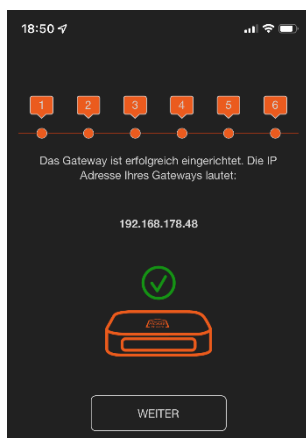 18:50
1 2 3 4 5 6
Das Gateway ist erfolgreich eingerichtet. Die IP
Adresse Ihres Gateways lautet:
192.168.178.48
WEITER